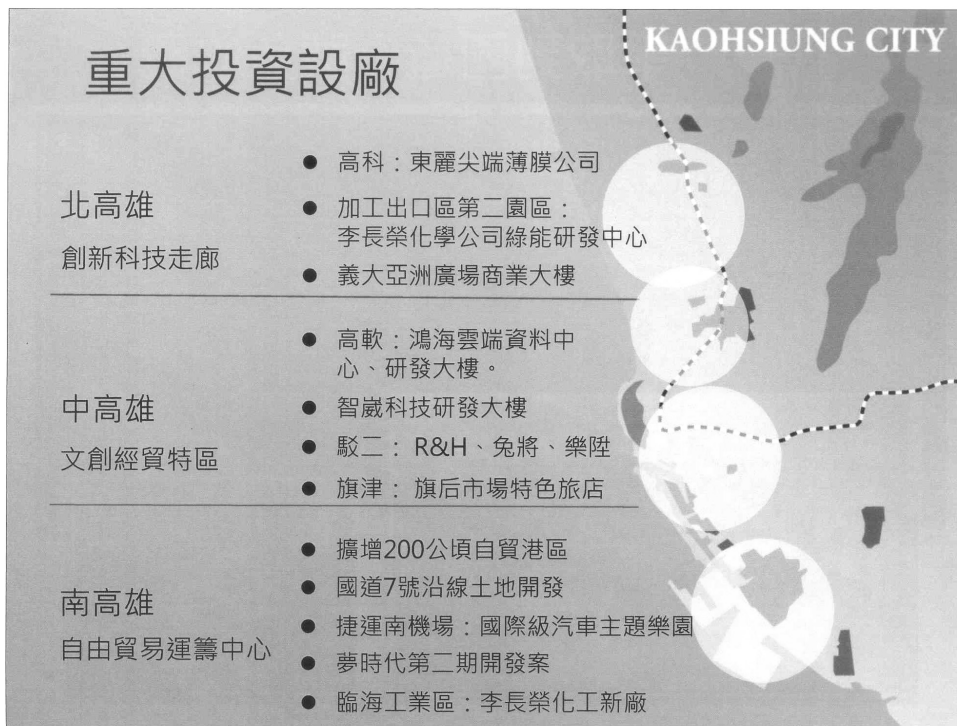 KAOHSIUNG CITY
重大投資設廠
北高雄
創新科技走廊
● 高科：東麗尖端薄膜公司
● 加工出口區第二園區：
李長榮化學公司綠能研發中心
● 義大亞洲廣場商業大樓
中高雄
文創經貿特區
● 高軟：鴻海雲端資料中
心、研發大樓。
● 智崴科技研發大樓
● 駁二： R&H、兔將、樂陞
● 旗津： 旗后市場特色旅店
南高雄
自由貿易運籌中心
● 擴增200公頃自貿港區
● 國道7號沿線土地開發
● 捷運南機場：國際級汽車主題樂園
● 夢時代第二期開發案
● 臨海工業區：李長榮化工新廠